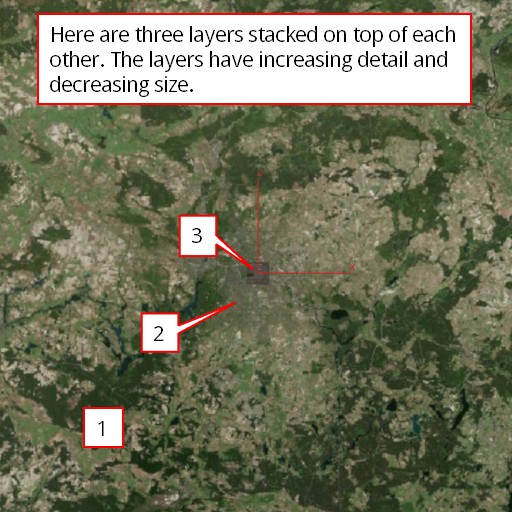 Here are three layers stacked on top of each
other. The layers have increasing detail and
decreasing size.
3
2
1